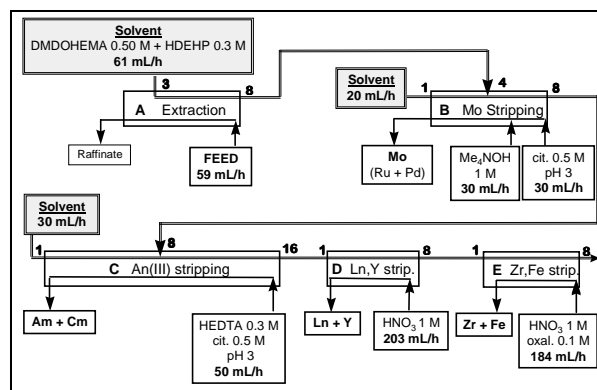 Solvent
DMDOHEMA 0.50 M + HDEHP 0.3 M
61 mL/h
3
8
A Extraction
Raffinate
FEED
59 mL/h
Solvent
20 mL/h
1
4
8
B Mo Stripping
Mo
(Ru + Pd)
Me4NOH
1 M
30 mL/h
cit. 0.5 M
pH 3
30 mL/h
Solvent
30 mL/h
1
8
16
C An(III) stripping
Am + Cm
HEDTA 0.3 M
cit. 0.5 M
pH 3
50 mL/h
1
8
D Ln,Y strip.
Ln + Y
HNO3 1 M
203 mL/h
1
8
E Zr,Fe strip.
Zr + Fe
HNO3 1 M
oxal. 0.1 M
184 mL/h